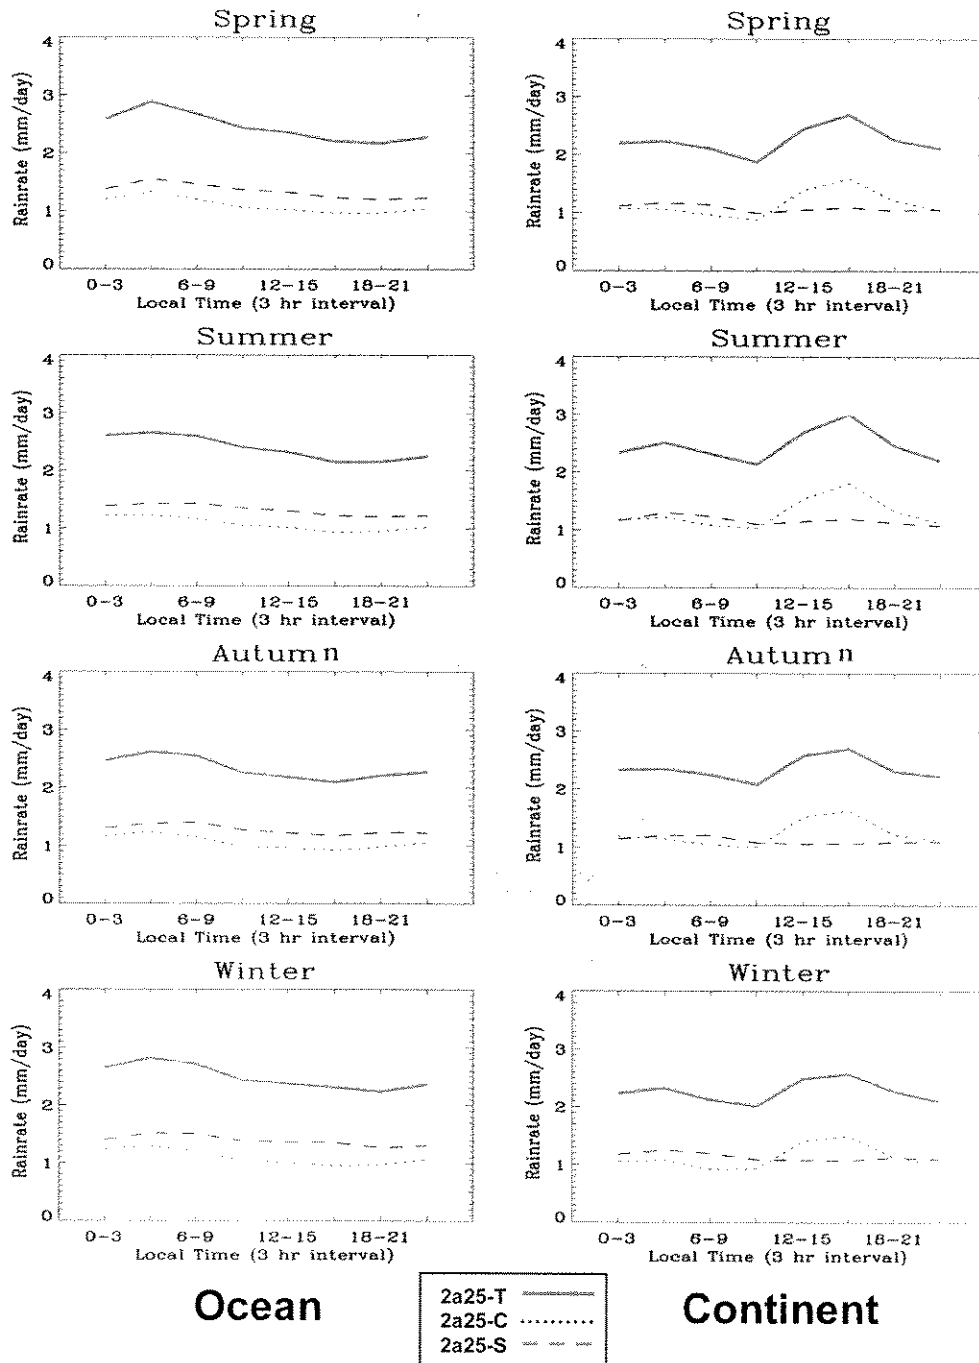 Spring
4
3
2
1
0
Rainrate (mm/day)
0-3 6-9 12-15 18-21
Local Time (3 hr interval)
Spring
4
3
2
1
0
Rainrate (mm/day)
0-3 6-9 12-15 18-21
Local Time (3 hr interval)
Summer
4
3
2
1
0
Rainrate (mm/day)
0-3 6-9 12-15 18-21
Local Time (3 hr interval)
Summer
4
3
2
1
0
Rainrate (mm/day)
0-3 6-9 12-15 18-21
Local Time (3 hr interval)
Autumn
4
3
2
1
0
Rainrate (mm/day)
0-3 6-9 12-15 18-21
Local Time (3 hr interval)
Autumn
4
3
2
1
0
Rainrate (mm/day)
0-3 6-9 12-15 18-21
Local Time (3 hr interval)
Winter
4
3
2
1
0
Rainrate (mm/day)
0-3 6-9 12-15 18-21
Local Time (3 hr interval)
Winter
4
3
2
1
0
Rainrate (mm/day)
0-3 6-9 12-15 18-21
Local Time (3 hr interval)
Ocean
2a25-T
2a25-C
2a25-S
Continent